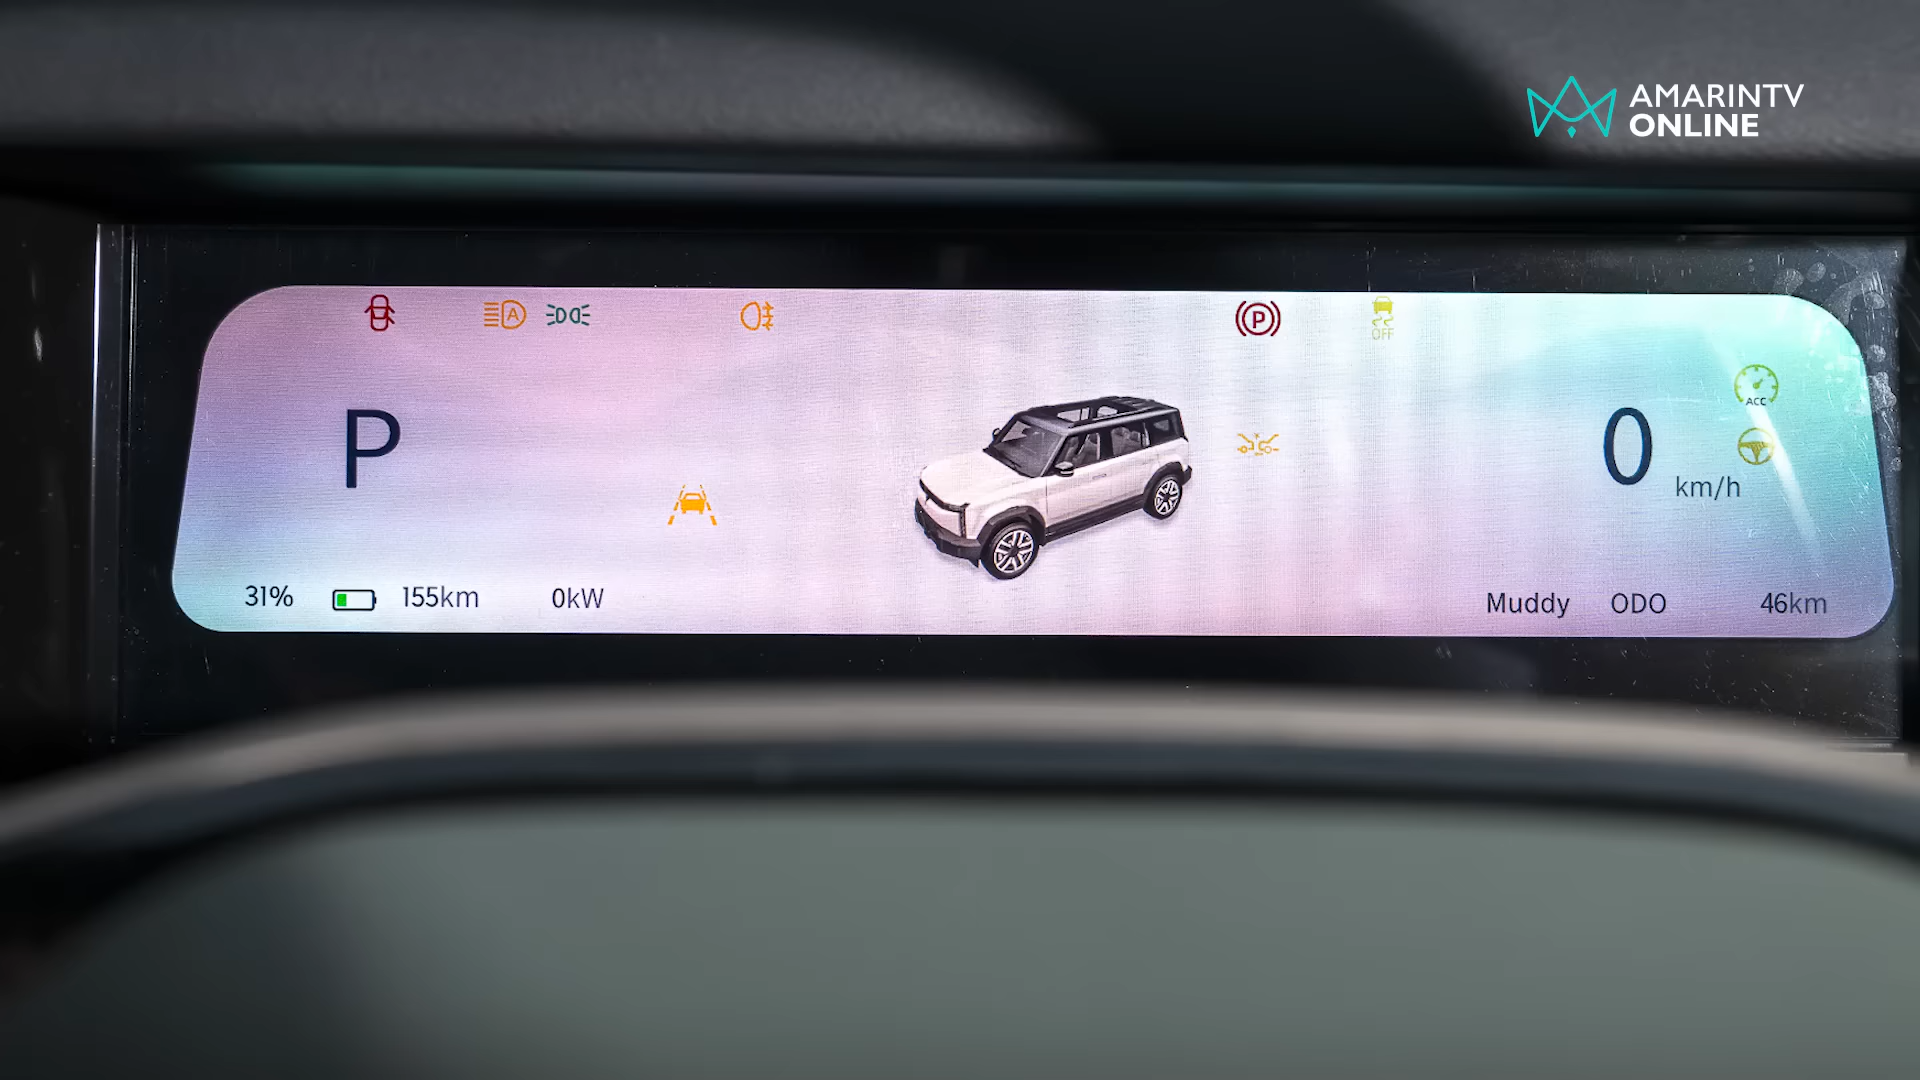 AMARINTV
ONLINE
A
P
OFF
P
ACC
0
km/h
31%
155km
0kW
Muddy
ODO
46km